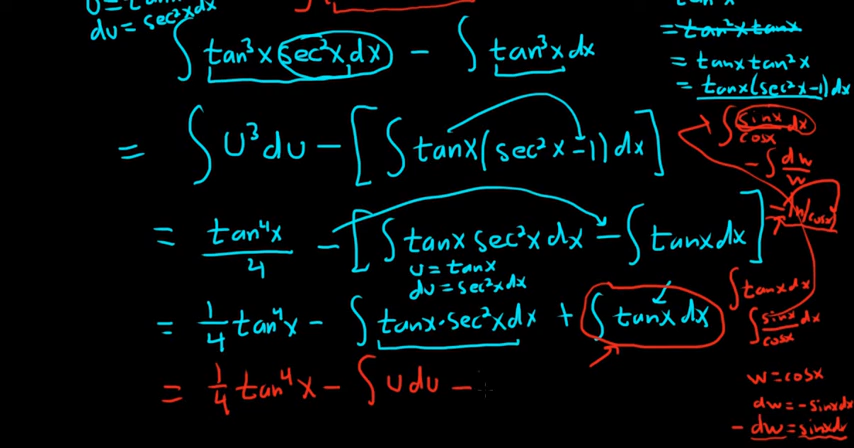 u = tanx
du = sec²x dx
∫ tan³x sec²x dx − ∫ tan³x dx
= ∫ u³ du − [∫ tanx(sec²x −1) dx]
= tan⁴x / 4 − [∫ tanx sec²x dx − ∫ tanx dx]
u = tanx
du = sec²x dx
= 1/4 tan⁴x − ∫ tanx · sec²x dx + ∫ tanx dx
= 1/4 tan⁴x − ∫ u du −
= tan²x tanx
= tanx tan²x
= tanx(sec²x−1) dx
∫ sinx dx / cosx
− ∫ dw / w
∫ tanx dx
∫ sinx / cosx dx
w = cosx
dw = −sinx dx
− dw = sinx dx